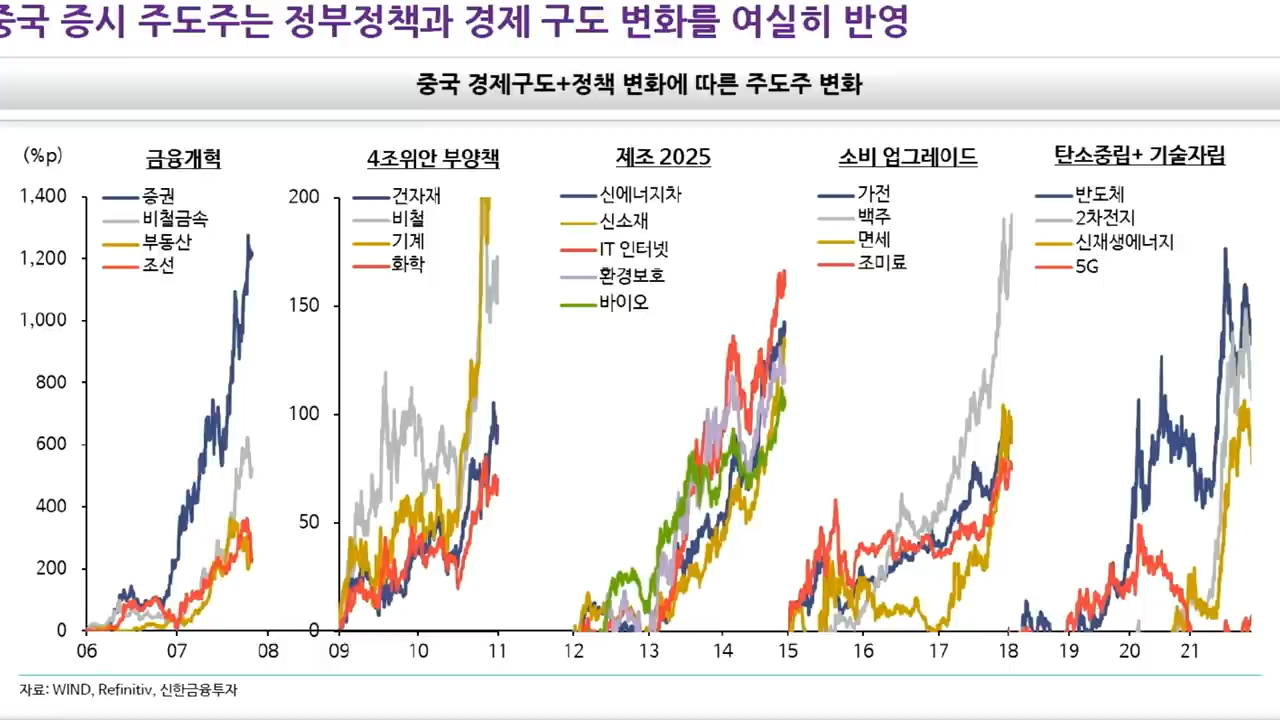 중국 증시 주도주는 정부정책과 경제 구도 변화를 여실히 반영
중국 경제구도+정책 변화에 따른 주도주 변화
(%p)
금융개혁
4조위안 부양책
제조 2025
소비 업그레이드
탄소중립+ 기술자립
증권
비철금속
부동산
조선
건자재
비철
기계
화학
신에너지차
신소재
IT 인터넷
환경보호
바이오
가전
백주
면세
조미료
반도체
2차전지
신재생에너지
5G
1,400
1,200
1,000
800
600
400
200
0
200
150
100
50
0
06 07 08 09 10 11 12 13 14 15 16 17 18 19 20 21
자료: WIND, Refinitiv, 신한금융투자